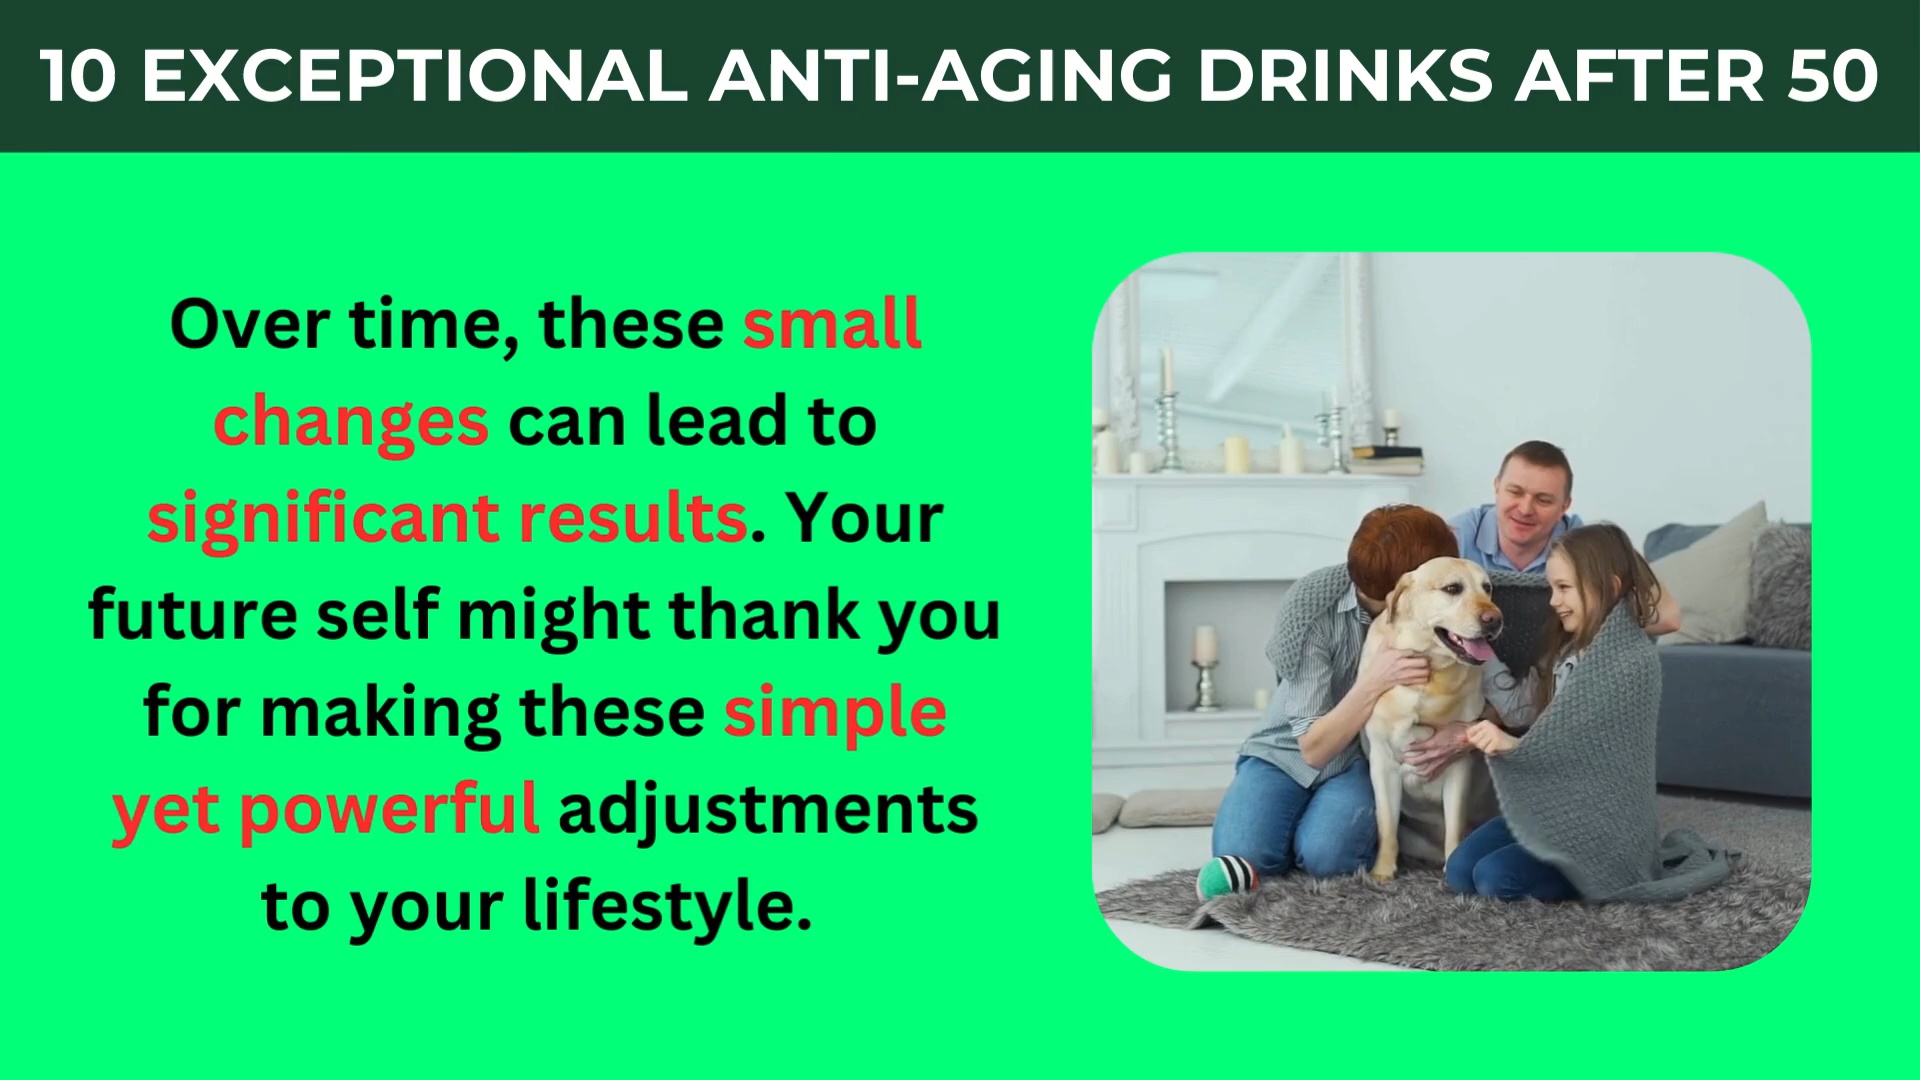 10 EXCEPTIONAL ANTI-AGING DRINKS AFTER 50
Over time, these small
changes can lead to
significant results. Your
future self might thank you
for making these simple
yet powerful adjustments
to your lifestyle.